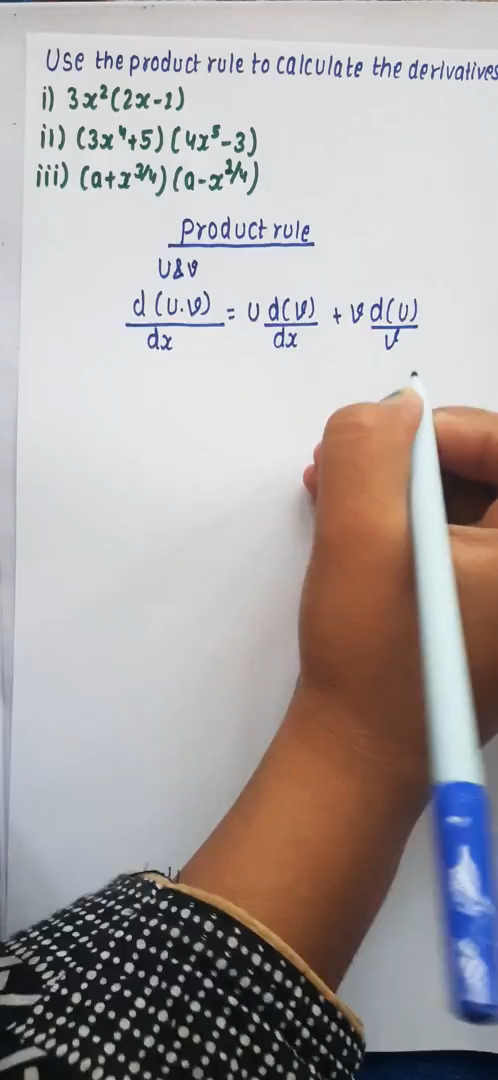 Use the product rule to calculate the derivatives
i) 3x²(2x-1)
ii) (3x⁴+5)(4x⁵-3)
iii) (a+x^3/4)(a-x^2/4)
Product rule
U & v
d(U.v)/dx = U d(v)/dx + v d(U)/v